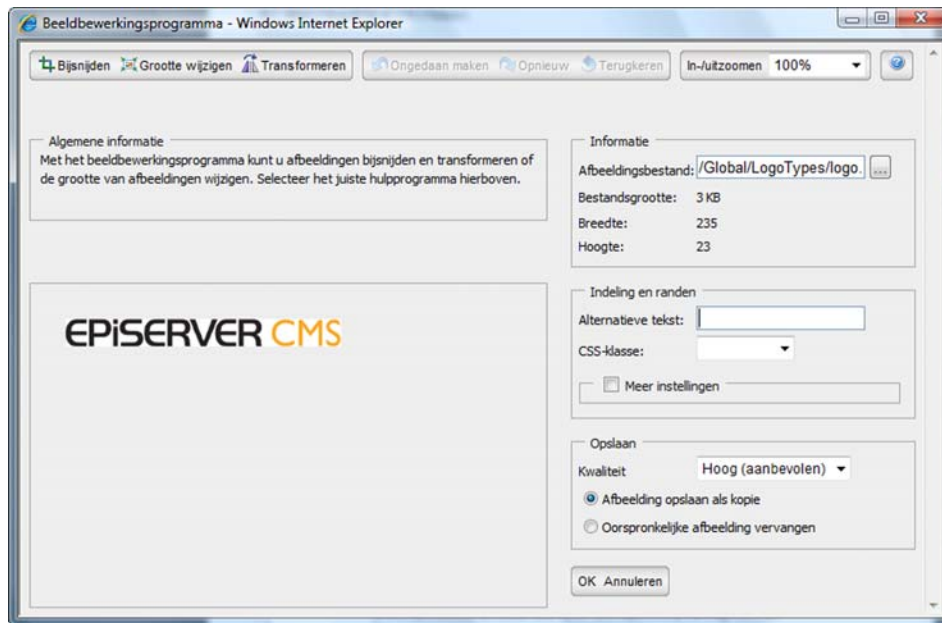 Beeldbewerkingsprogramma - Windows Internet Explorer
Bijsnijden Grootte wijzigen Transformeren Ongedaan maken Opnieuw Terugkeren In-/uitzoomen 100%
Algemene informatie
Met het beeldbewerkingsprogramma kunt u afbeeldingen bijsnijden en transformeren of
de grootte van afbeeldingen wijzigen. Selecteer het juiste hulpprogramma hierboven.
EPiSERVER CMS
Informatie
Afbeeldingsbestand: /Global/LogoTypes/logo. ...
Bestandsgrootte: 3 KB
Breedte: 235
Hoogte: 23
Indeling en randen
Alternatieve tekst:
CSS-klasse:
Meer instellingen
Opslaan
Kwaliteit Hoog (aanbevolen)
Afbeelding opslaan als kopie
Oorspronkelijke afbeelding vervangen
OK Annuleren